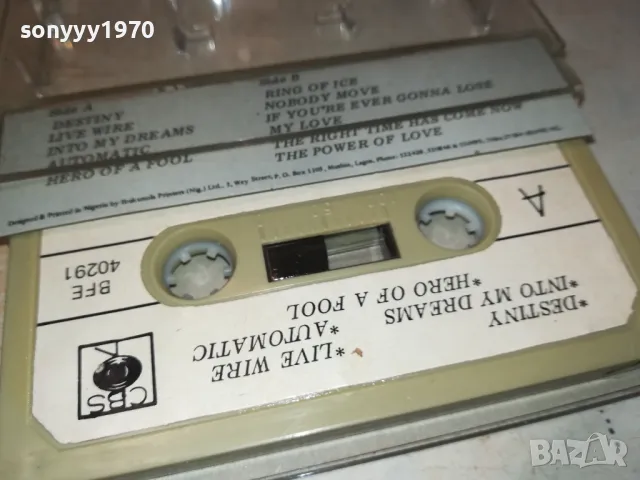 sonyyy1970
Side A
DESTINY
LIVE WIRE
INTO MY DREAMS
AUTOMATIC
HERO OF A FOOL
Side B
RING OF ICE
NOBODY MOVE
IF YOU'RE EVER GONNA LOSE
MY LOVE
THE RIGHT TIME HAS COME NOW
THE POWER OF LOVE
Designed & Printed in Nigeria by
A
BFE
40291
*DESTINY
*INTO MY DREAMS
*HERO OF A FOOL
*LIVE WIRE
*AUTOMATIC
CBS
BAZAR
bg